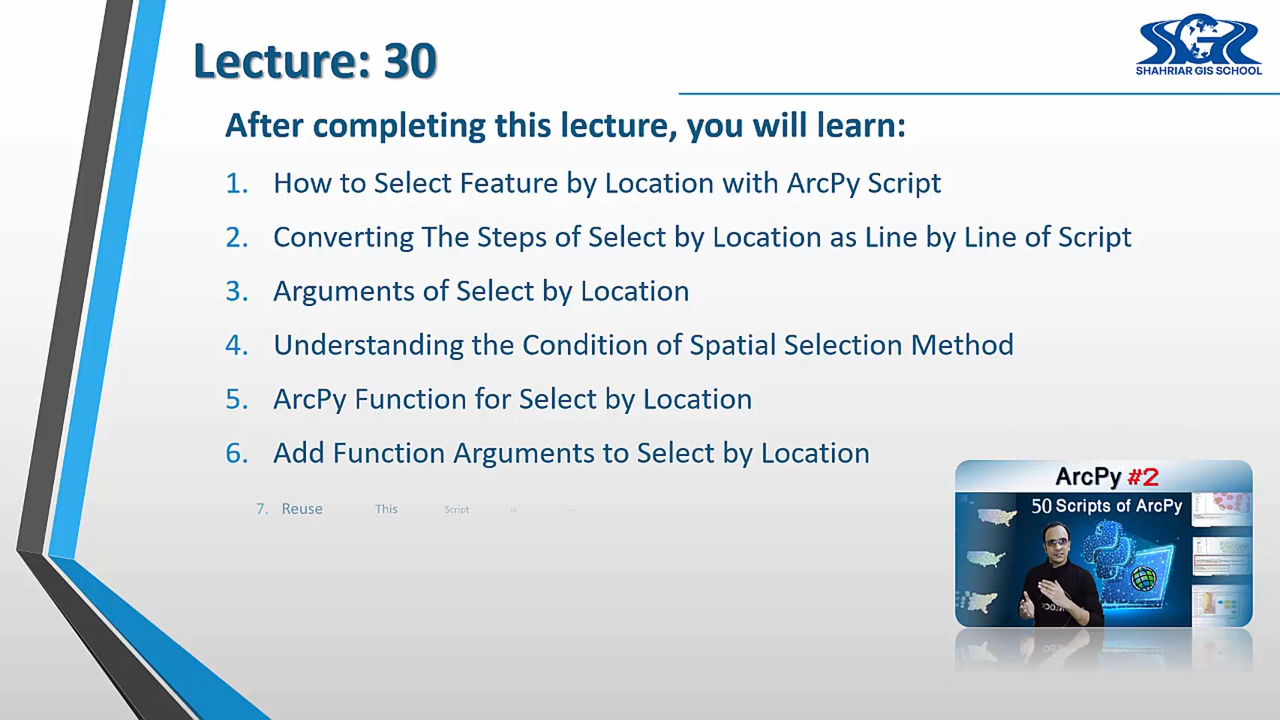 SHAHRIAR GIS SCHOOL
Lecture: 30
After completing this lecture, you will learn:
1. How to Select Feature by Location with ArcPy Script
2. Converting The Steps of Select by Location as Line by Line of Script
3. Arguments of Select by Location
4. Understanding the Condition of Spatial Selection Method
5. ArcPy Function for Select by Location
6. Add Function Arguments to Select by Location
7. Reuse This Script
ArcPy #2
50 Scripts of ArcPy